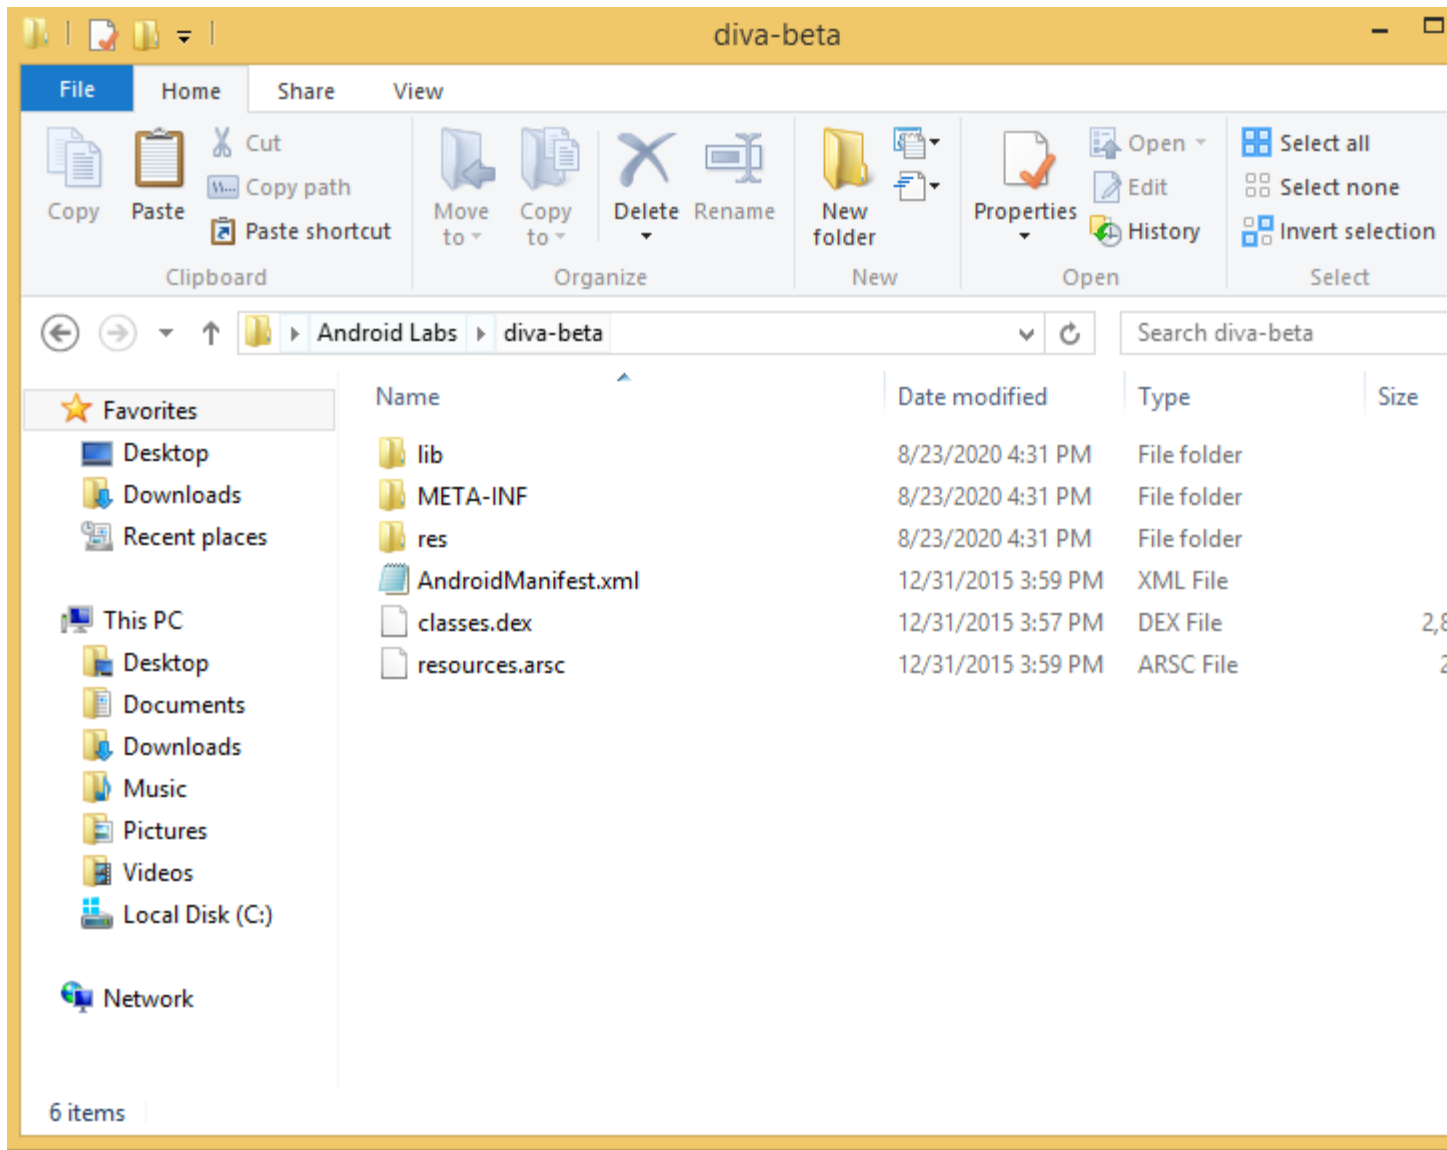 diva-beta
File Home Share View
Copy
Paste
Cut
Copy path
Paste shortcut
Clipboard
Move to
Copy to
Delete
Rename
Organize
New folder
New
Properties
Open
Edit
History
Open
Select all
Select none
Invert selection
Select
Android Labs diva-beta
Search diva-beta
Favorites
Desktop
Downloads
Recent places
This PC
Desktop
Documents
Downloads
Music
Pictures
Videos
Local Disk (C:)
Network
Name Date modified Type Size
lib 8/23/2020 4:31 PM File folder
META-INF 8/23/2020 4:31 PM File folder
res 8/23/2020 4:31 PM File folder
AndroidManifest.xml 12/31/2015 3:59 PM XML File
classes.dex 12/31/2015 3:57 PM DEX File
resources.arsc 12/31/2015 3:59 PM ARSC File
6 items